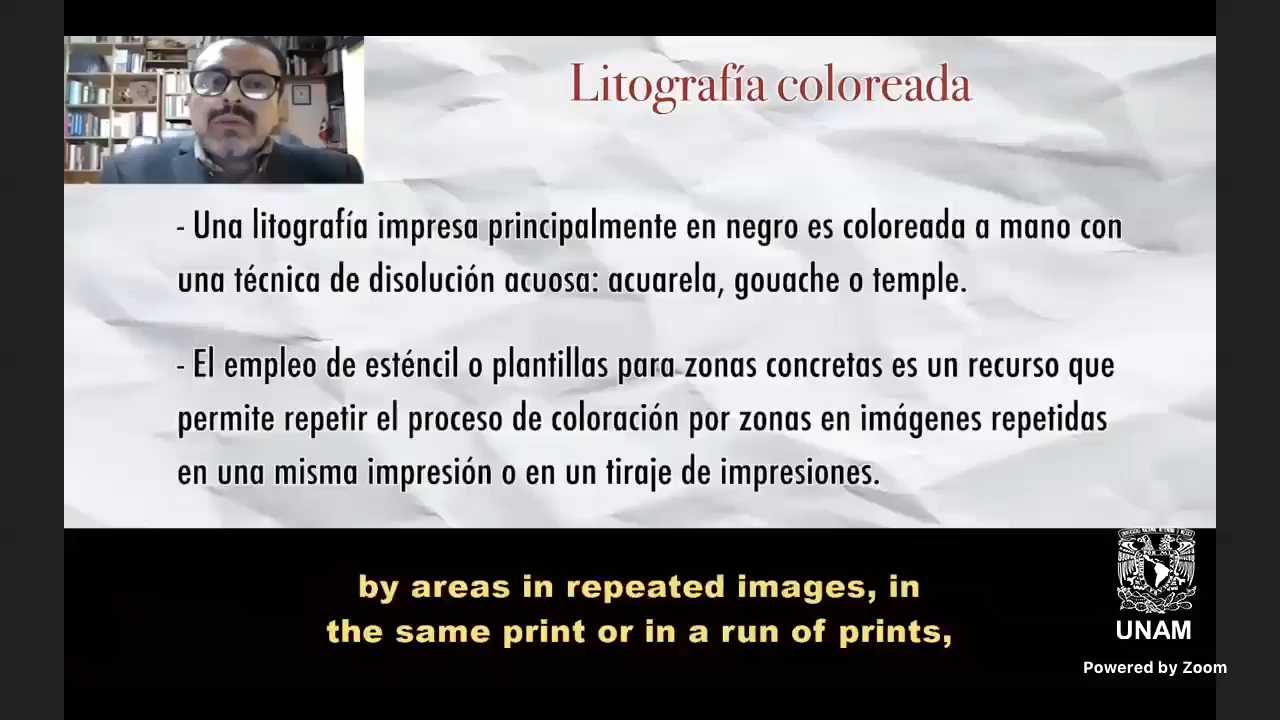 Litografía coloreada
- Una litografía impresa principalmente en negro es coloreada a mano con
una técnica de disolución acuosa: acuarela, gouache o temple.
- El empleo de esténcil o plantillas para zonas concretas es un recurso que
permite repetir el proceso de coloración por zonas en imágenes repetidas
en una misma impresión o en un tiraje de impresiones.
by areas in repeated images, in
the same print or in a run of prints,
UNAM
Powered by Zoom